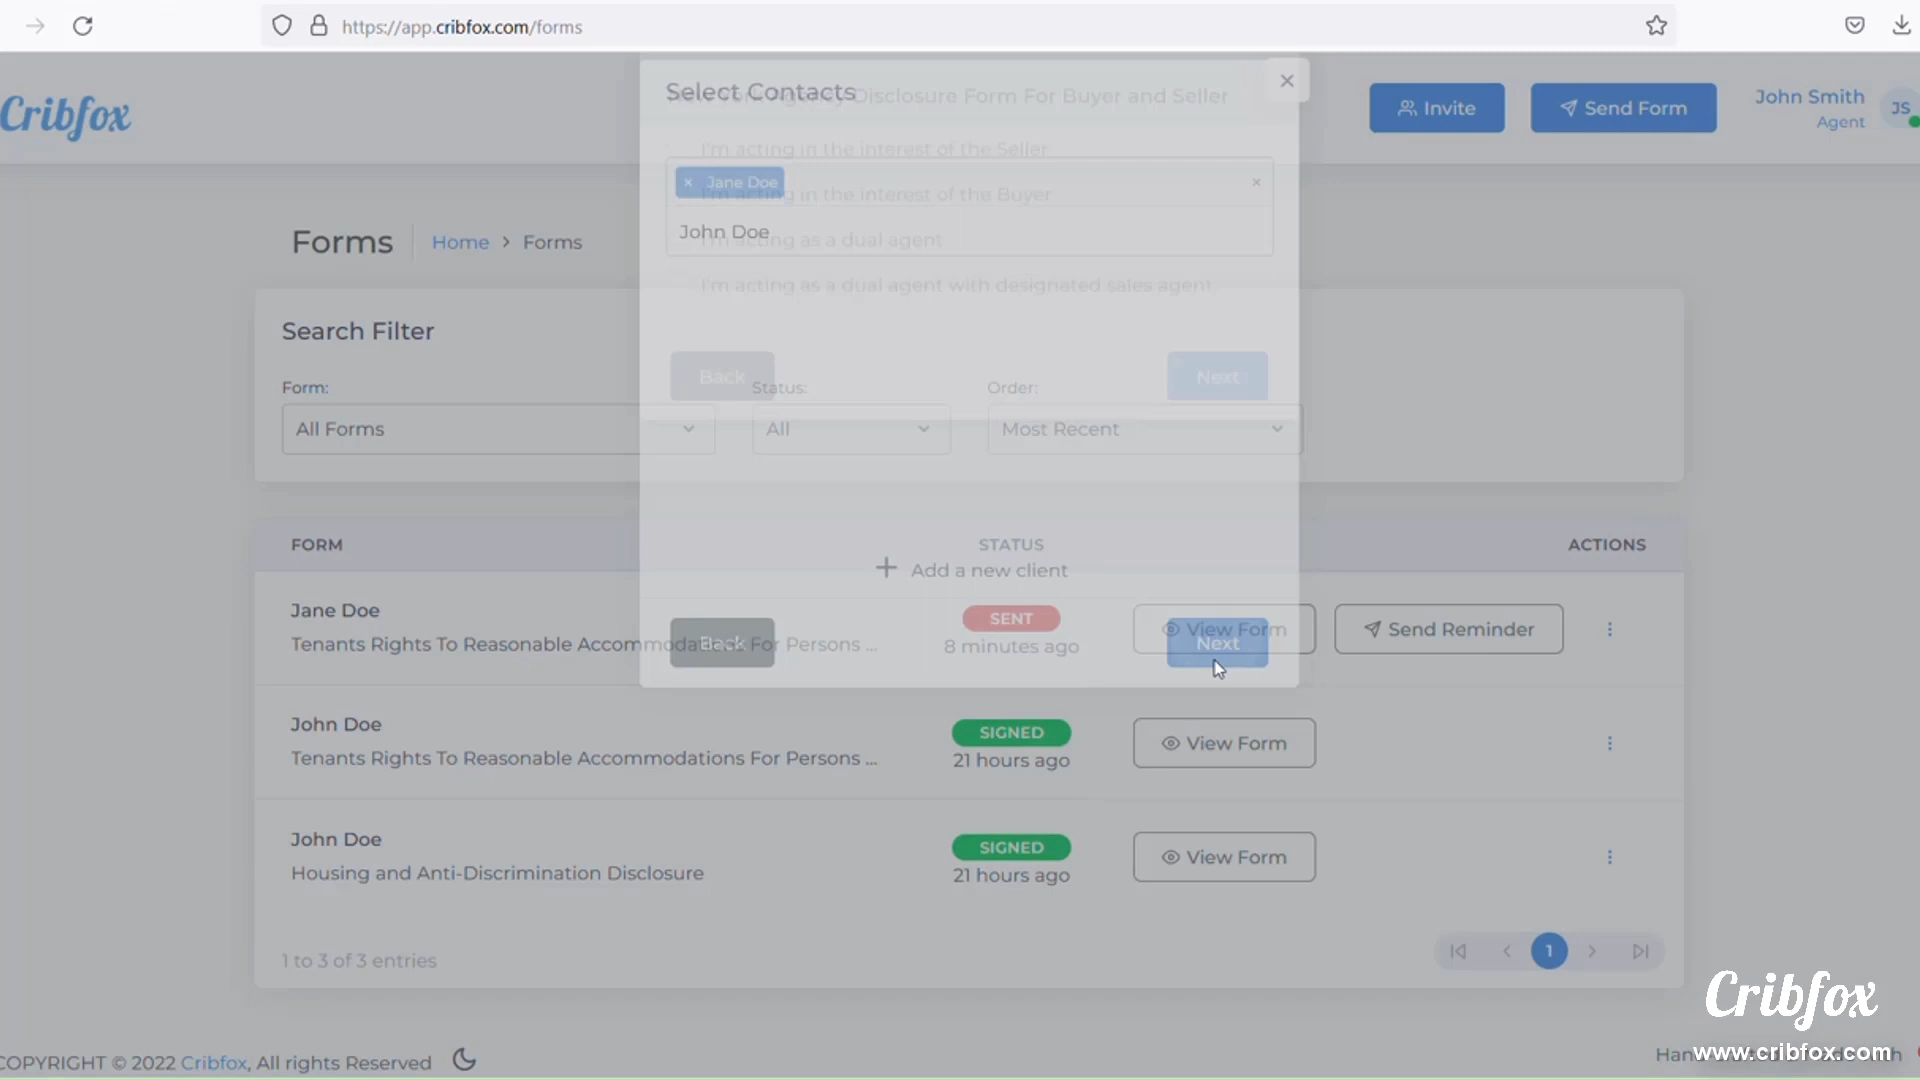 https://app.cribfox.com/forms
Cribfox
Select Contacts
Disclosure Form For Buyer and Seller
Invite
Send Form
John Smith
Agent
JS
I'm acting in the interest of the Seller
× Jane Doe
I'm acting in the interest of the Buyer
John Doe
I'm acting as a dual agent
I'm acting as a dual agent with designated sales agent
Forms
Home > Forms
Search Filter
Back
Next
Form:
Status:
Order:
All Forms
All
Most Recent
FORM
STATUS
ACTIONS
Add a new client
Jane Doe
Tenants Rights To Reasonable Accommodations For Persons ...
SENT
8 minutes ago
View Form
Send Reminder
Back
Next
John Doe
Tenants Rights To Reasonable Accommodations For Persons ...
SIGNED
21 hours ago
View Form
John Doe
Housing and Anti-Discrimination Disclosure
SIGNED
21 hours ago
View Form
1 to 3 of 3 entries
1
Cribfox
www.cribfox.com
COPYRIGHT © 2022 Cribfox, All rights Reserved